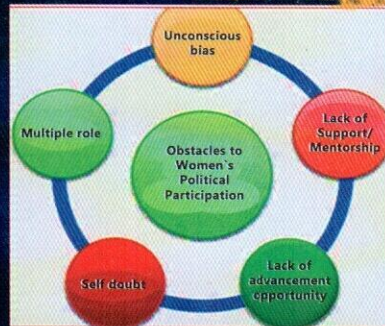 Unconscious
bias
Lack of
Support/
Mentorship
Lack of
advancement
opportunity
Self doubt
Multiple role
Obstacles to
Women`s
Political
Participation